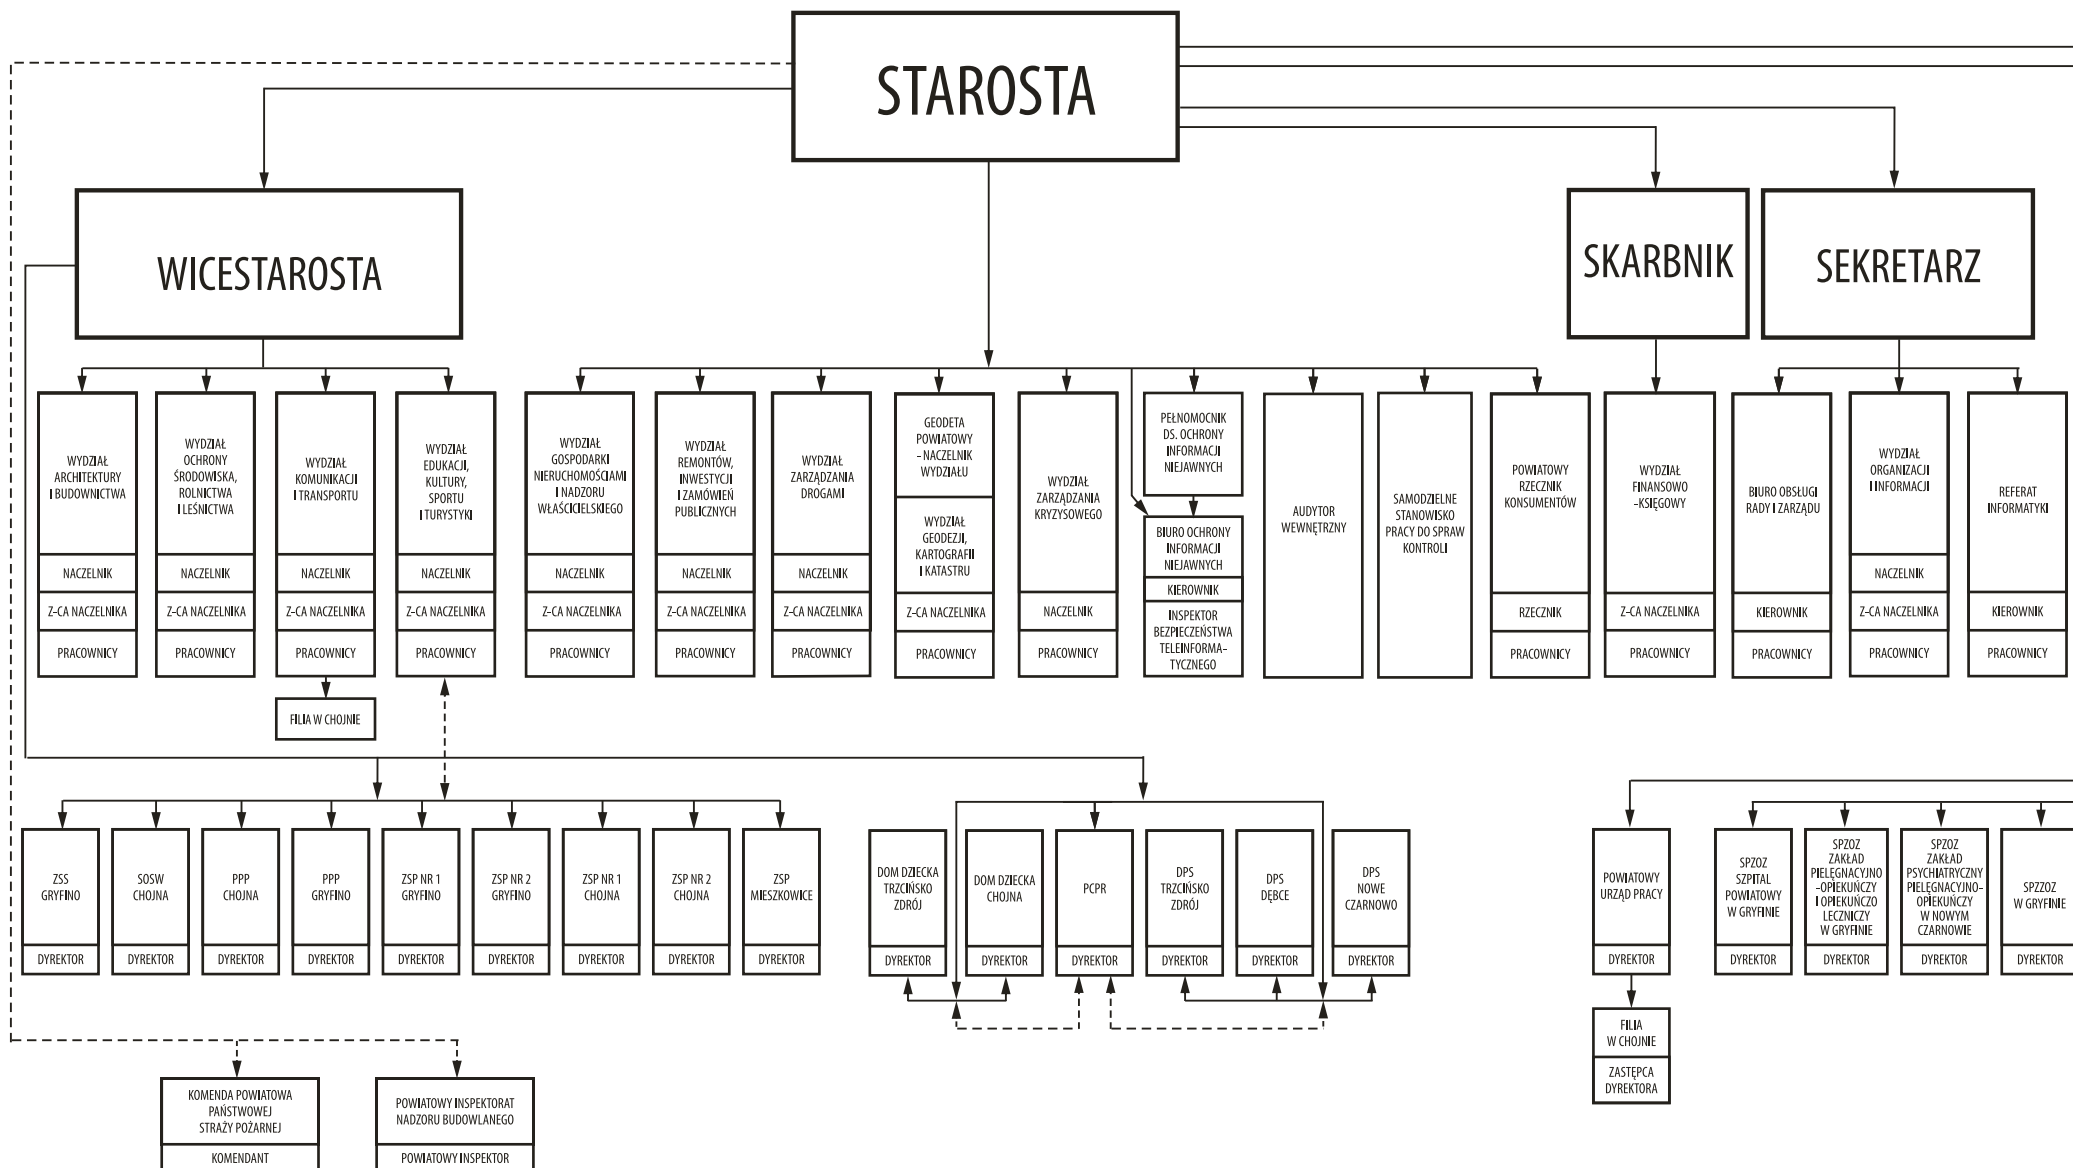 STAROSTA
WICESTAROSTA
SKARBNIK
SEKRETARZ
WYDZIAŁ
ARCHITEKTURY
I BUDOWNICTWA
NACZELNIK
Z-CA NACZELNIKA
PRACOWNICY
WYDZIAŁ
OCHRONY
ŚRODOWISKA,
ROLNICTWA
I LEŚNICTWA
NACZELNIK
Z-CA NACZELNIKA
PRACOWNICY
WYDZIAŁ
KOMUNIKACJI
I TRANSPORTU
NACZELNIK
Z-CA NACZELNIKA
PRACOWNICY
FILIA W CHOJNIE
WYDZIAŁ
EDUKACJI,
KULTURY,
SPORTU
I TURYSTYKI
NACZELNIK
Z-CA NACZELNIKA
PRACOWNICY
WYDZIAŁ
GOSPODARKI
NIERUCHOMOŚCIAMI
I NADZORU
WŁAŚCICIELSKIEGO
NACZELNIK
Z-CA NACZELNIKA
PRACOWNICY
WYDZIAŁ
REMONTÓW,
INWESTYCJI
I ZAMÓWIEŃ
PUBLICZNYCH
NACZELNIK
Z-CA NACZELNIKA
PRACOWNICY
WYDZIAŁ
ZARZĄDZANIA
DROGAMI
NACZELNIK
Z-CA NACZELNIKA
PRACOWNICY
GEODETA
POWIATOWY
– NACZELNIK
WYDZIAŁU
WYDZIAŁ
GEODEZJI,
KARTOGRAFII
I KATASTRU
Z-CA NACZELNIKA
PRACOWNICY
WYDZIAŁ
ZARZĄDZANIA
KRYZYSOWEGO
NACZELNIK
PRACOWNICY
PEŁNOMOCNIK
DS. OCHRONY
INFORMACJI
NIEJAWNYCH
BIURO OCHRONY
INFORMACJI
NIEJAWNYCH
KIEROWNIK
INSPEKTOR
BEZPIECZEŃSTWA
TELEINFORMA-
TYCZNEGO
AUDYTOR
WEWNĘTRZNY
SAMODZIELNE
STANOWISKO
PRACY DO SPRAW
KONTROLI
POWIATOWY
RZECZNIK
KONSUMENTÓW
RZECZNIK
PRACOWNICY
WYDZIAŁ
FINANSOWO
-KSIĘGOWY
Z-CA NACZELNIKA
PRACOWNICY
BIURO OBSŁUGI
RADY I ZARZĄDU
KIEROWNIK
PRACOWNICY
WYDZIAŁ
ORGANIZACJI
I INFORMACJI
NACZELNIK
Z-CA NACZELNIKA
PRACOWNICY
REFERAT
INFORMATYKI
KIEROWNIK
PRACOWNICY
ZSS
GRYFINO
DYREKTOR
SOSW
CHOJNA
DYREKTOR
PPP
CHOJNA
DYREKTOR
PPP
GRYFINO
DYREKTOR
ZSP NR 1
GRYFINO
DYREKTOR
ZSP NR 2
GRYFINO
DYREKTOR
ZSP NR 1
CHOJNA
DYREKTOR
ZSP NR 2
CHOJNA
DYREKTOR
ZSP
MIESZKOWICE
DYREKTOR
DOM DZIECKA
TRZCIŃSKO
ZDRÓJ
DYREKTOR
DOM DZIECKA
CHOJNA
DYREKTOR
PCPR
DYREKTOR
DPS
TRZCIŃSKO
ZDRÓJ
DYREKTOR
DPS
DĘBCE
DYREKTOR
DPS
NOWE
CZARNOWO
DYREKTOR
POWIATOWY
URZĄD PRACY
DYREKTOR
FILIA
W CHOJNIE
ZASTĘPCA
DYREKTORA
SPZOZ
SZPITAL
POWIATOWY
W GRYFINIE
DYREKTOR
SPZOZ
ZAKŁAD
PIELĘGNACYJNO
-OPIEKUŃCZY
I OPIEKUŃCZO
LECZNICZY
W GRYFINIE
DYREKTOR
SPZOZ
ZAKŁAD
PSYCHIATRYCZNY
PIELĘGNACYJNO-
OPIEKUŃCZY
W NOWYM
CZARNOWIE
DYREKTOR
SPZZOZ
W GRYFINIE
DYREKTOR
KOMENDA POWIATOWA
PAŃSTWOWEJ
STRAŻY POŻARNEJ
KOMENDANT
POWIATOWY INSPEKTORAT
NADZORU BUDOWLANEGO
POWIATOWY INSPEKTOR